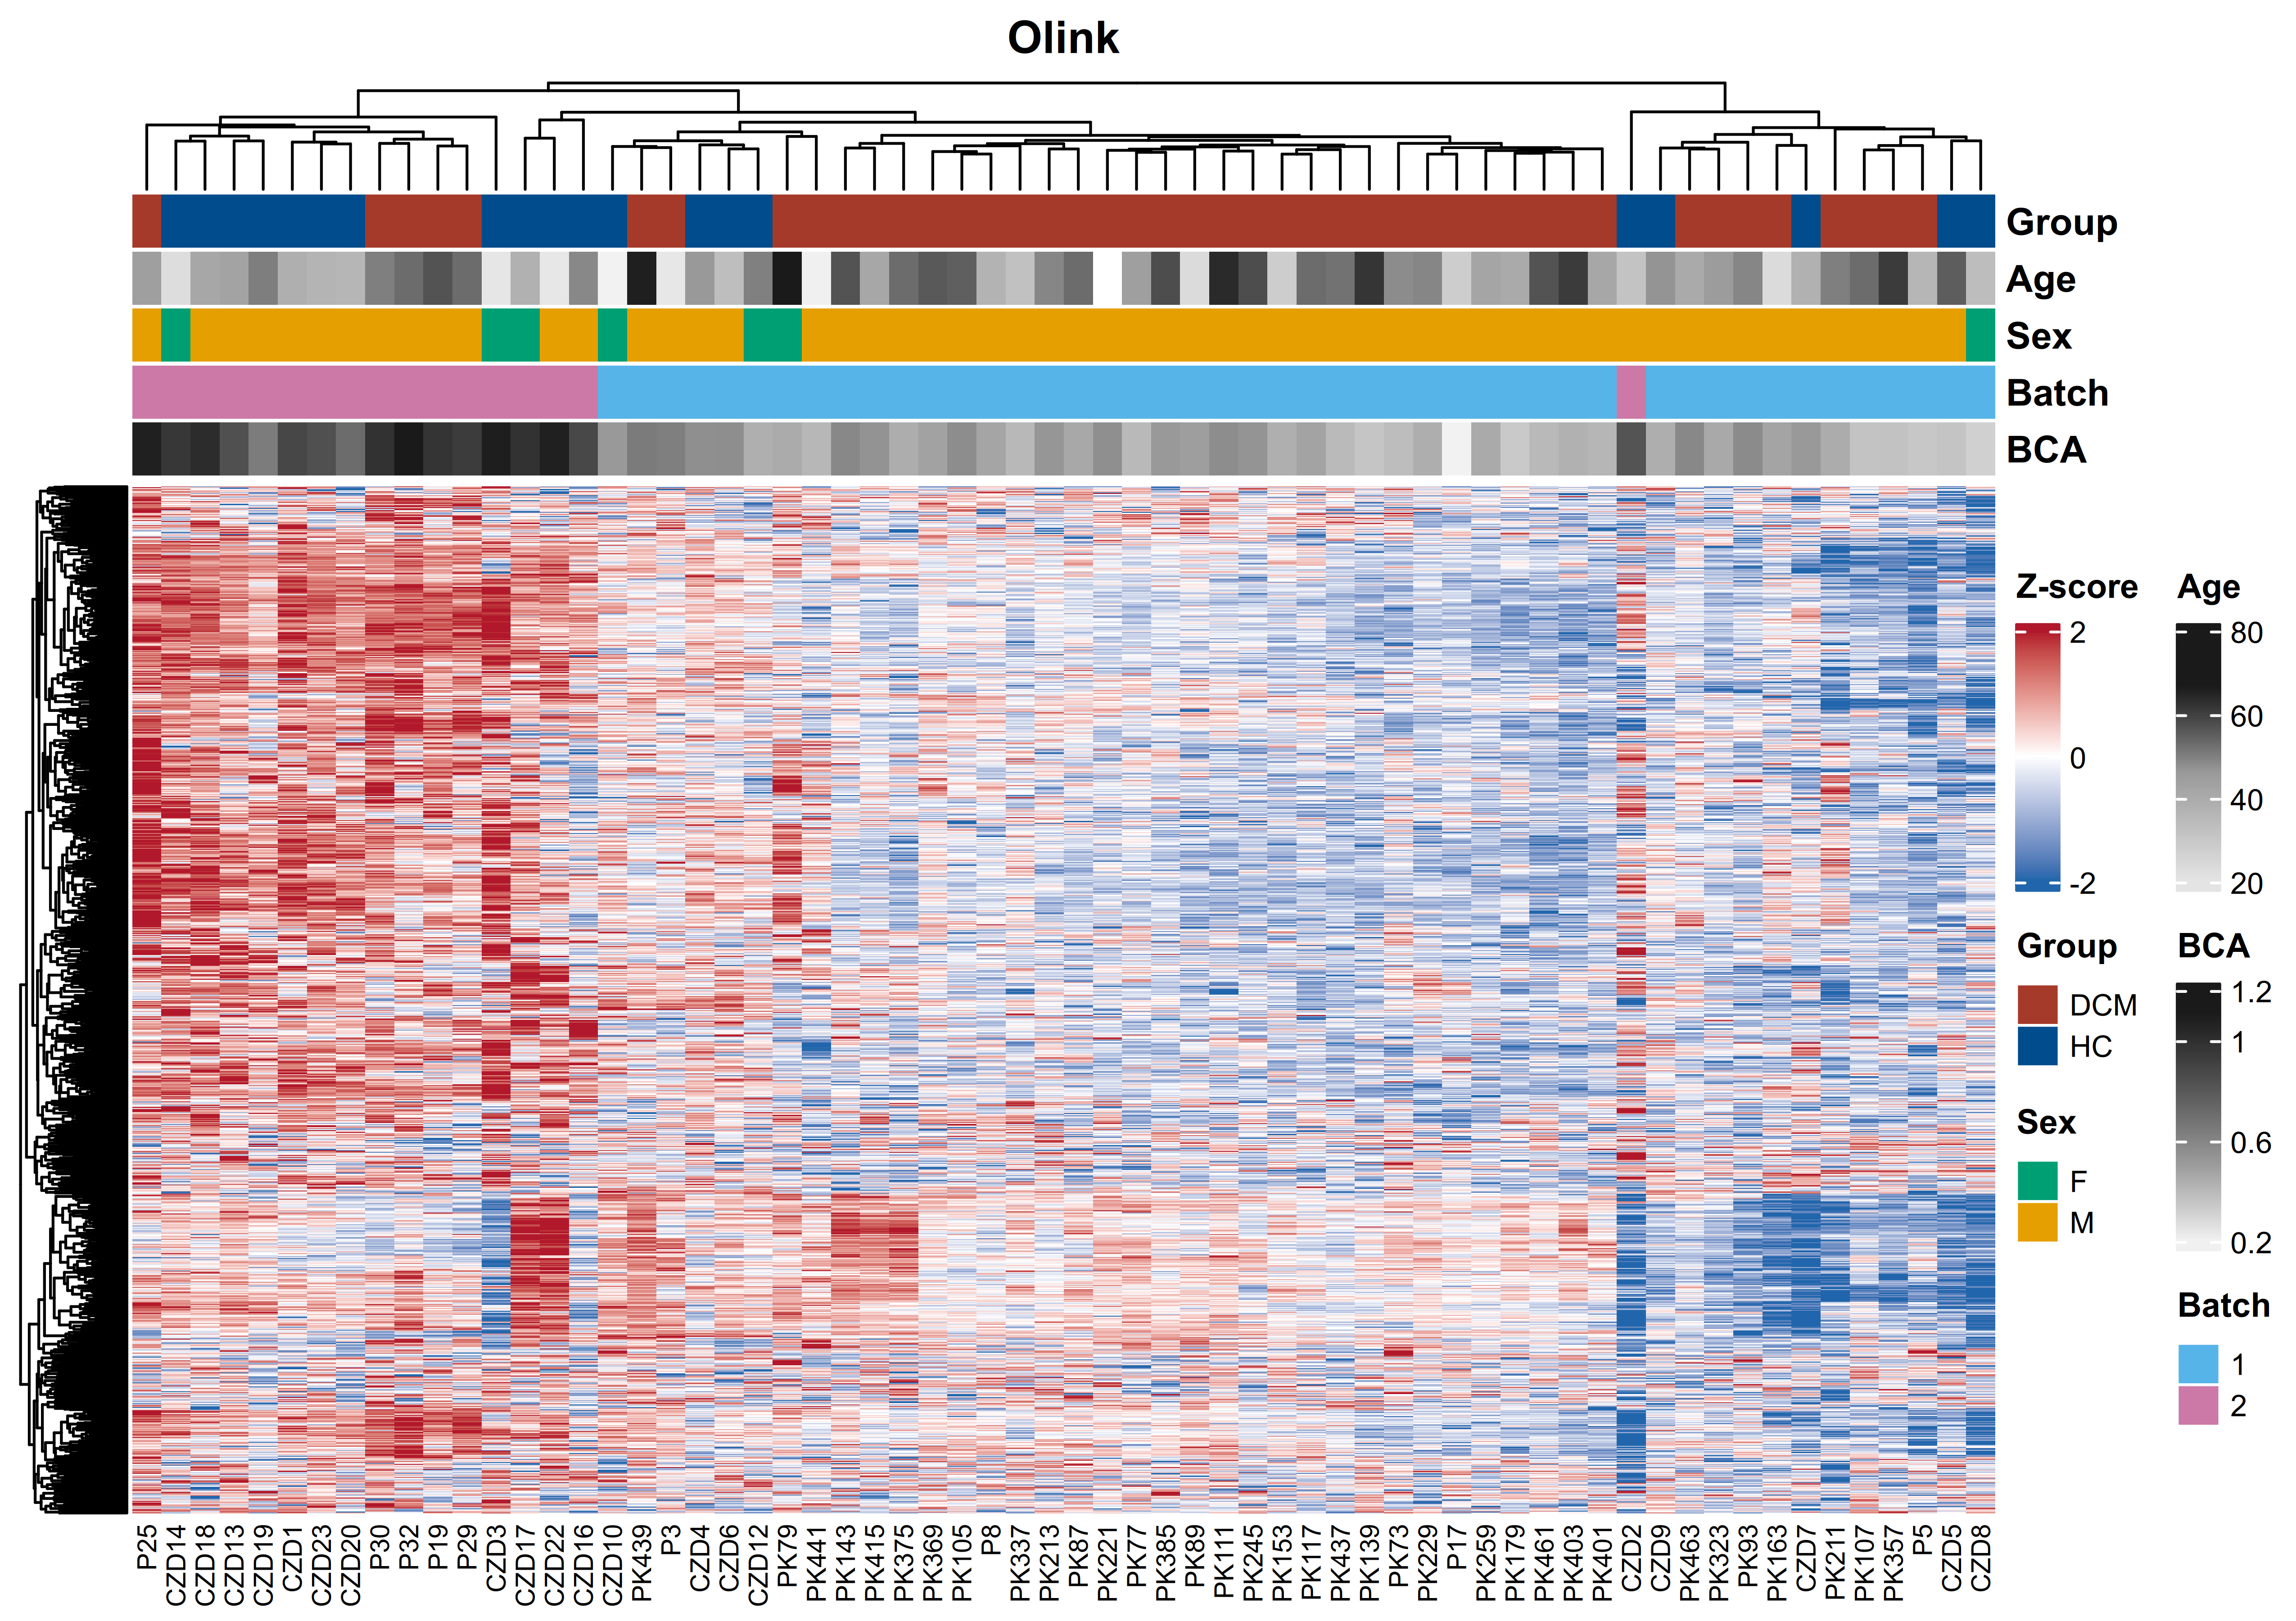 Olink
Group
Age
Sex
Batch
BCA
Z-score
2
0
-2
Age
80
60
40
20
Group
DCM
HC
BCA
1.2
1
0.6
0.2
Sex
F
M
Batch
1
2
P25
CZD14
CZD18
CZD13
CZD19
CZD1
CZD23
CZD20
P30
P32
P19
P29
CZD3
CZD17
CZD22
CZD16
CZD10
PK439
P3
CZD4
CZD6
CZD12
PK79
PK441
PK143
PK415
PK375
PK369
PK105
P8
PK337
PK213
PK87
PK221
PK77
PK385
PK89
PK111
PK245
PK153
PK117
PK437
PK139
PK73
PK229
P17
PK259
PK179
PK461
PK403
PK401
CZD2
CZD9
PK463
PK323
PK93
PK163
CZD7
PK211
PK107
PK357
P5
CZD5
CZD8